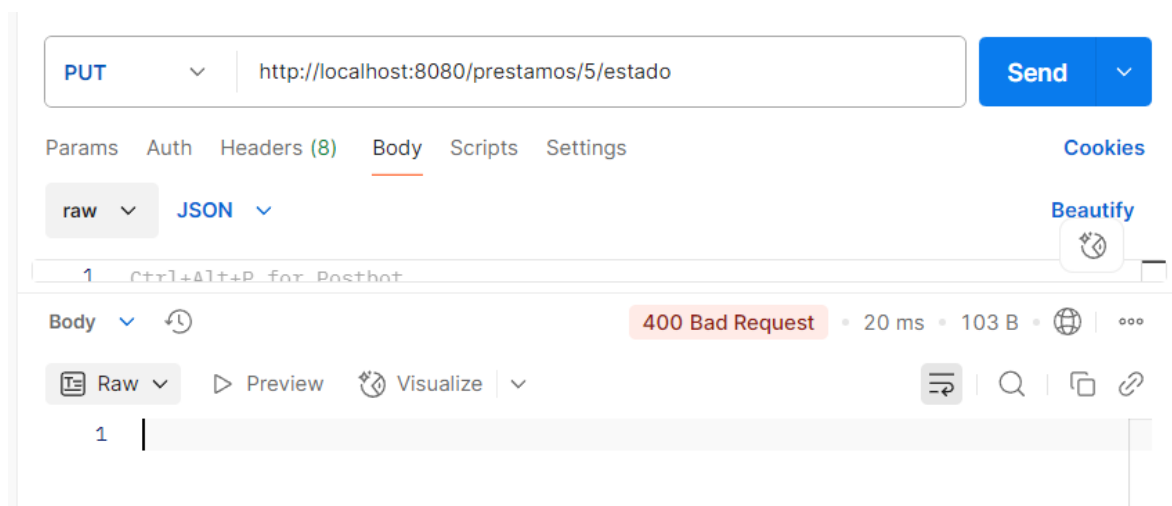 PUT http://localhost:8080/prestamos/5/estado Send
Params Auth Headers (8) Body Scripts Settings Cookies
raw JSON Beautify
1 Ctrl+Alt+P for Postbot
Body 400 Bad Request • 20 ms • 103 B •
Raw Preview Visualize
1